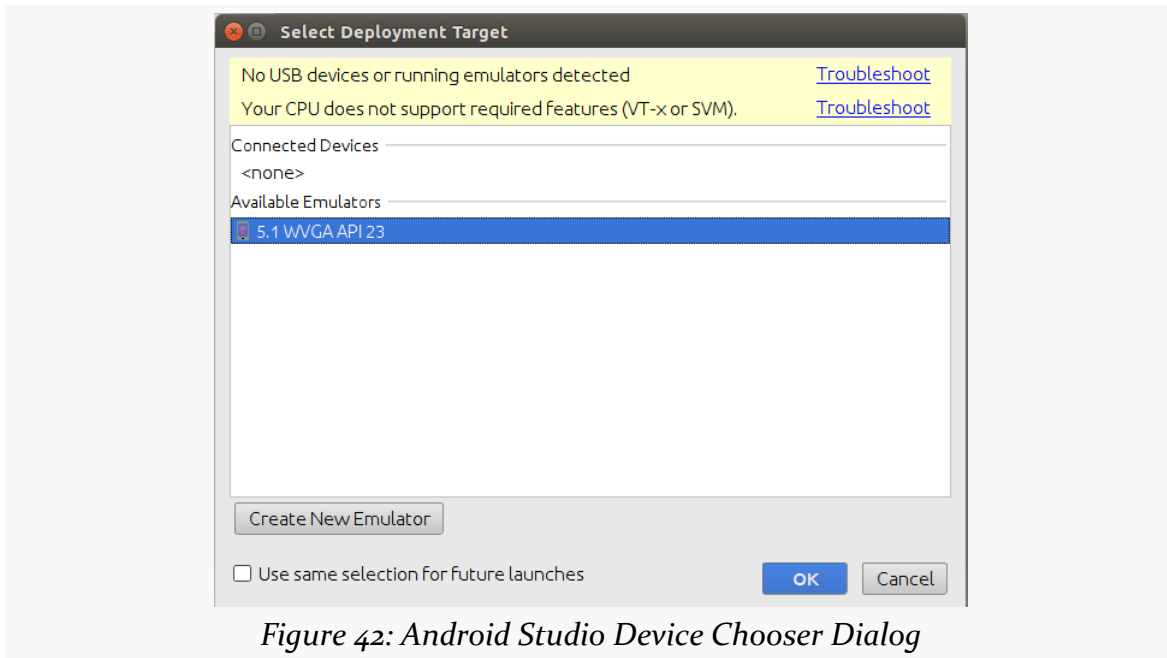 Select Deployment Target
No USB devices or running emulators detected Troubleshoot
Your CPU does not support required features (VT-x or SVM). Troubleshoot
Connected Devices
<none>
Available Emulators
5.1 WVGA API 23
Create New Emulator
Use same selection for future launches
OK Cancel
Figure 42: Android Studio Device Chooser Dialog